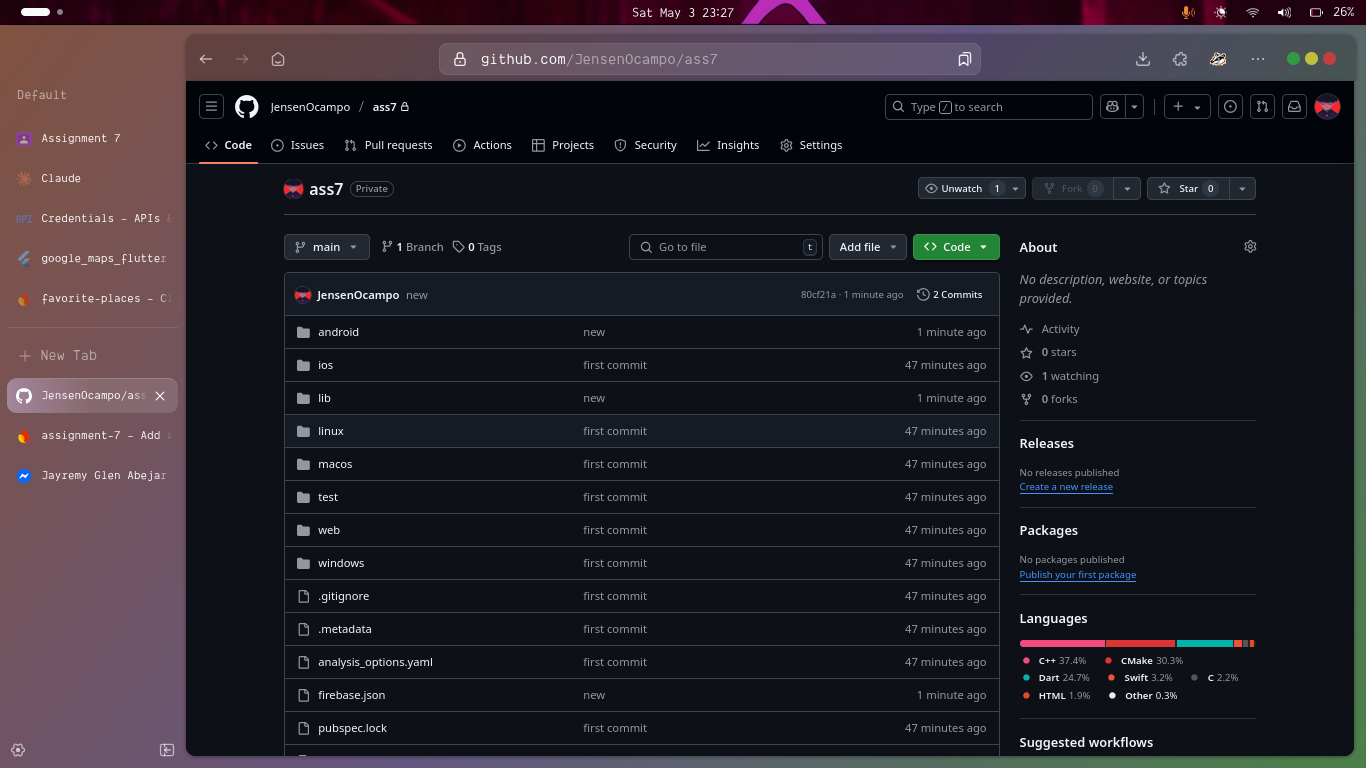 Sat May 3 23:27
26%
github.com/JensenOcampo/ass7
Default
Assignment 7
Claude
Credentials – APIs &
google_maps_flutter
favorite-places – Cl
New Tab
JensenOcampo/ass
assignment-7 – Add
Jayremy Glen Abejar
JensenOcampo / ass7
Type / to search
Code Issues Pull requests Actions Projects Security Insights Settings
ass7 Private
Unwatch 1 Fork 0 Star 0
main 1 Branch 0 Tags
Go to file t Add file Code
JensenOcampo new 80cf21a · 1 minute ago 2 Commits
android new 1 minute ago
ios first commit 47 minutes ago
lib new 1 minute ago
linux first commit 47 minutes ago
macos first commit 47 minutes ago
test first commit 47 minutes ago
web first commit 47 minutes ago
windows first commit 47 minutes ago
.gitignore first commit 47 minutes ago
.metadata first commit 47 minutes ago
analysis_options.yaml first commit 47 minutes ago
firebase.json new 1 minute ago
pubspec.lock first commit 47 minutes ago
About
No description, website, or topics
provided.
Activity
0 stars
1 watching
0 forks
Releases
No releases published
Create a new release
Packages
No packages published
Publish your first package
Languages
C++ 37.4% CMake 30.3%
Dart 24.7% Swift 3.2% C 2.2%
HTML 1.9% Other 0.3%
Suggested workflows